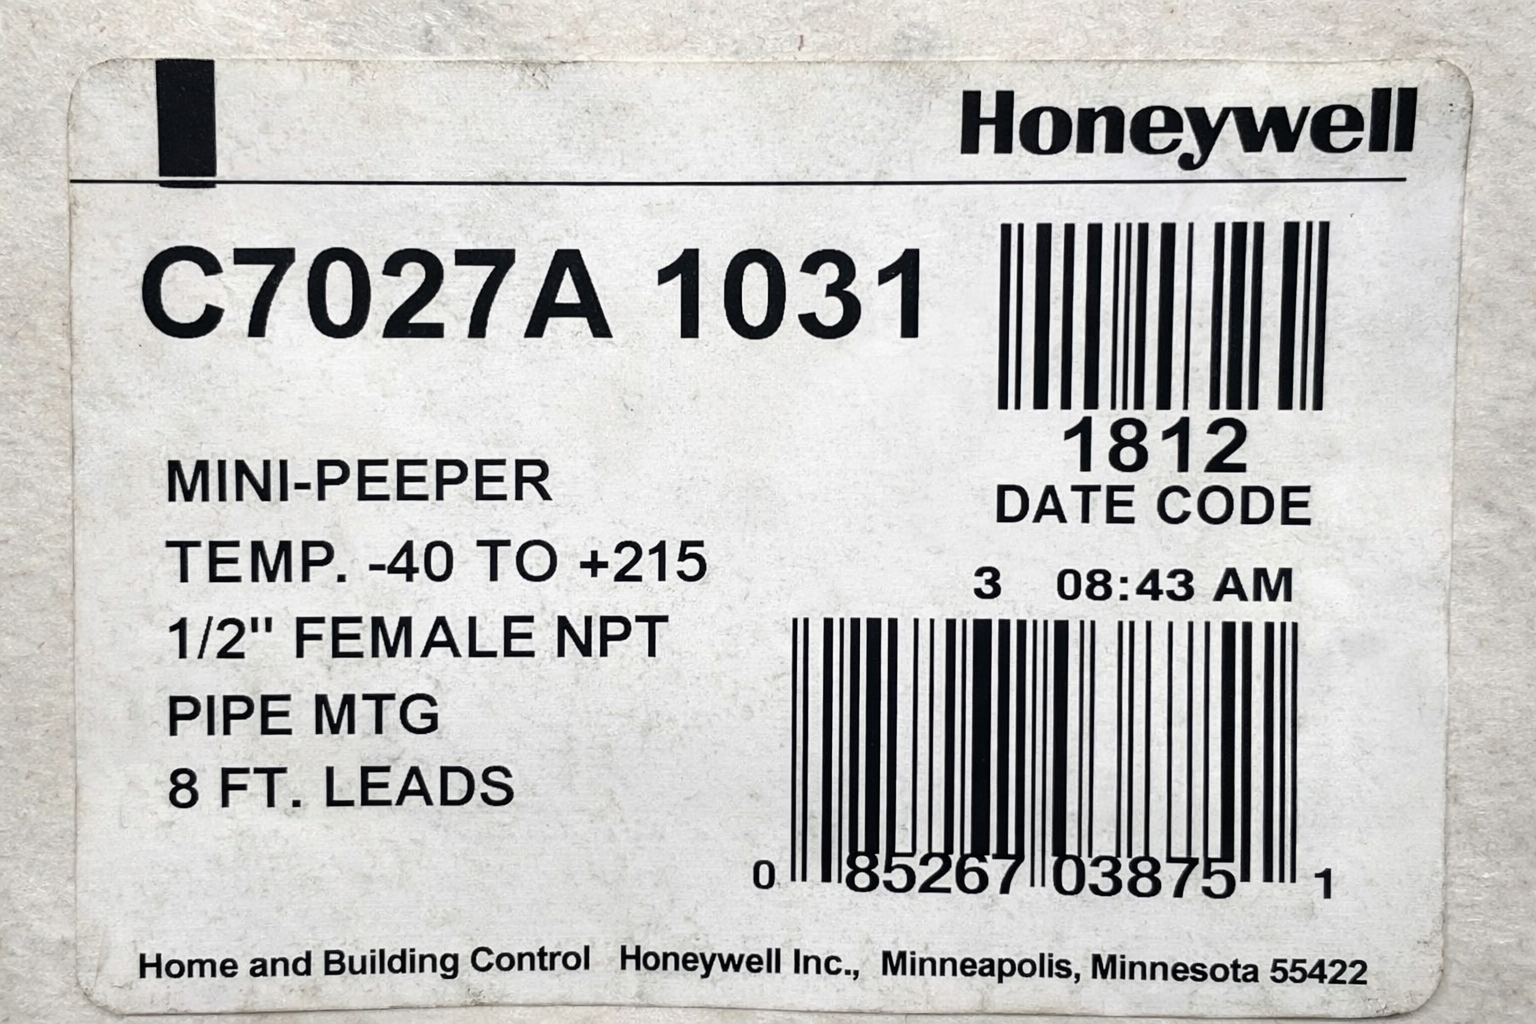 Honeywell
C7027A 1031
1812
DATE CODE
MINI-PEEPER
TEMP. -40 TO +215
1/2" FEMALE NPT
PIPE MTG
8 FT. LEADS
3 08:43 AM
0 85267 03875 1
Home and Building Control Honeywell Inc., Minneapolis, Minnesota 55422